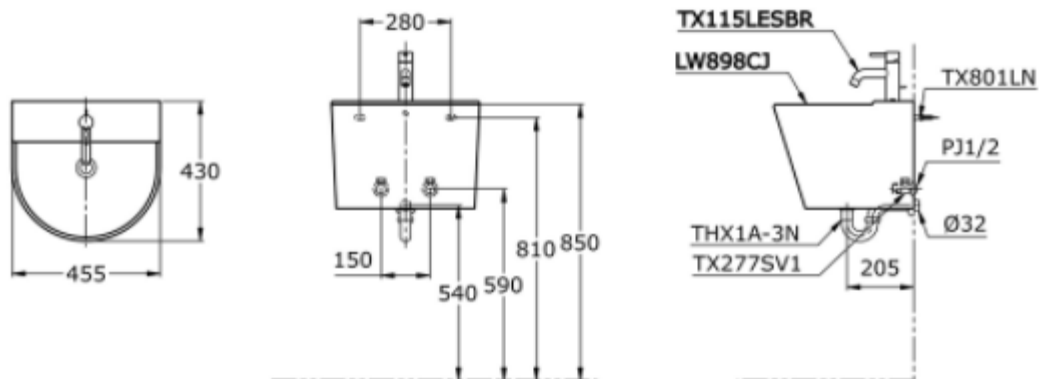 280
TX115LESBR
LW898CJ
TX801LN
430
PJ1/2
810
850
THX1A-3N
Ø32
455
150
540
590
TX277SV1
205